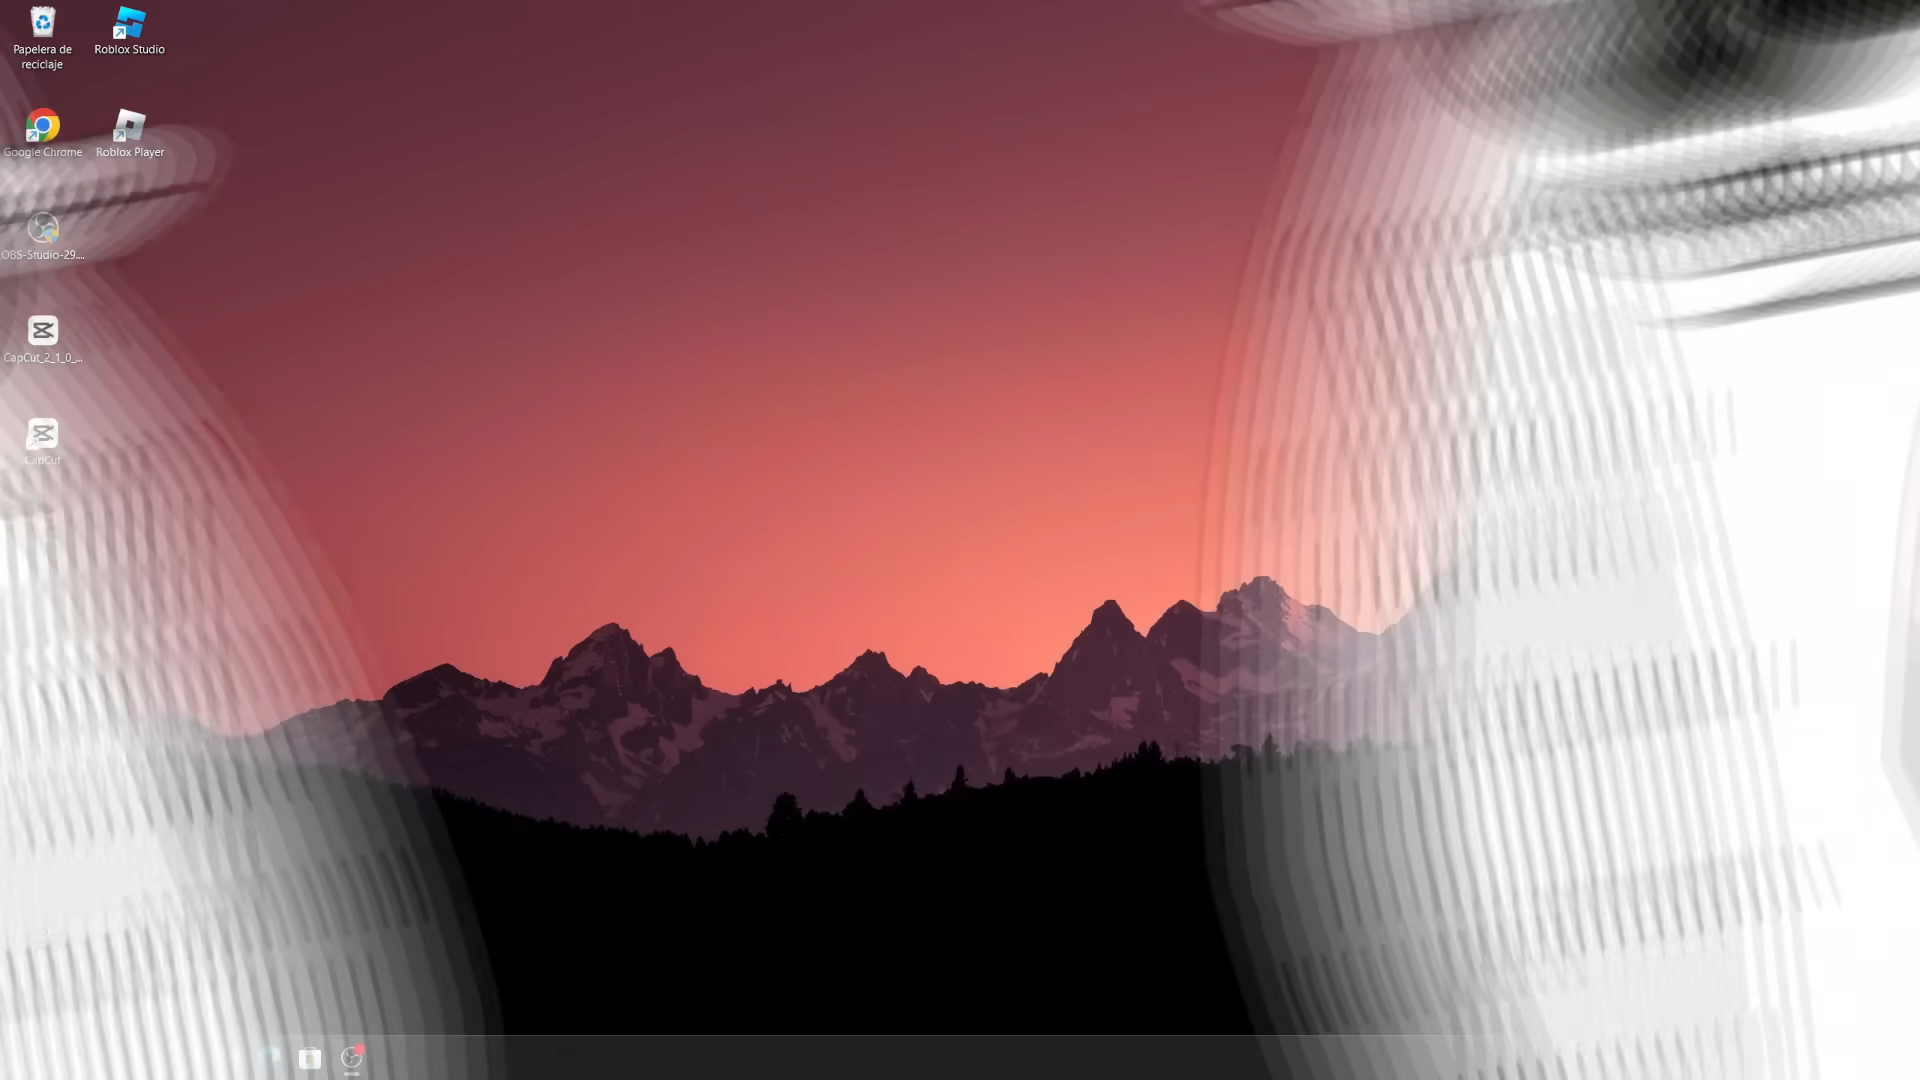 Papelera de
reciclaje
Roblox Studio
Google Chrome
Roblox Player
OBS-Studio-29....
CapCut_2_1_0_...
CapCut